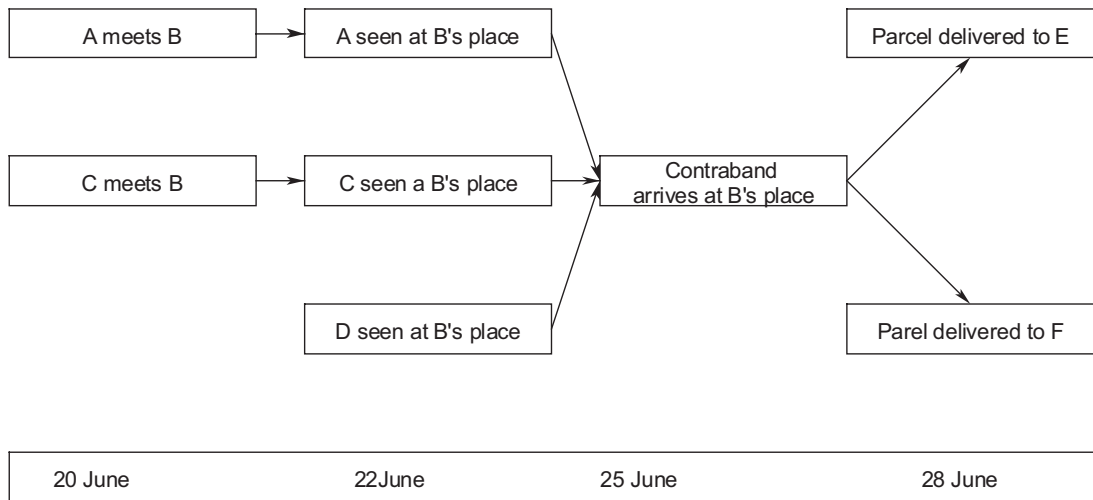 A meets B
A seen at B's place
Parcel delivered to E
C meets B
C seen a B's place
Contraband
arrives at B's place
D seen at B's place
Parel delivered to F
20 June
22June
25 June
28 June